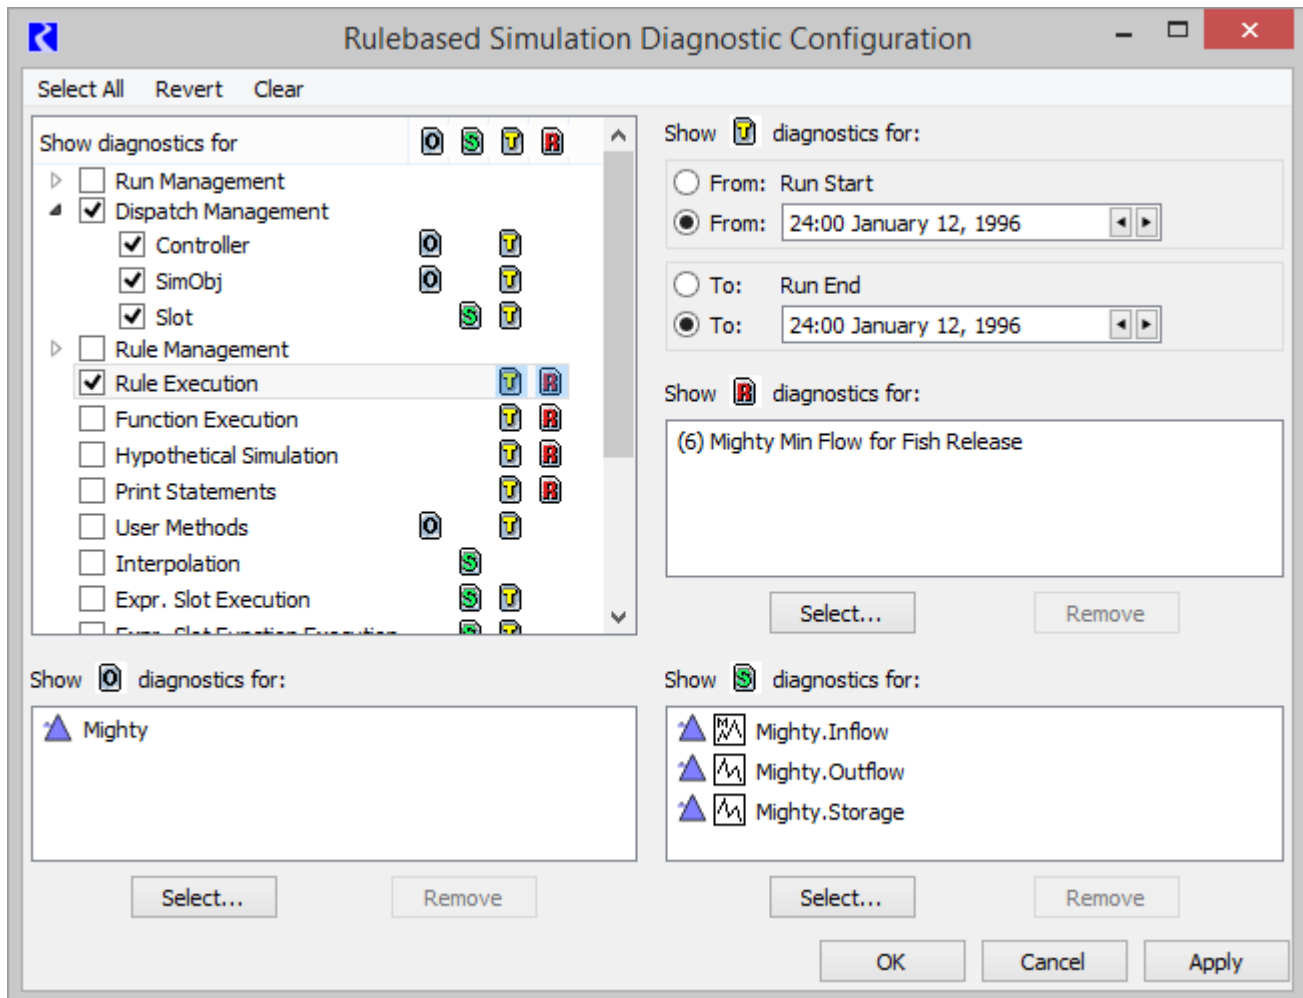 Rulebased Simulation Diagnostic Configuration
Select All Revert Clear
Show diagnostics for O S T R
Run Management
Dispatch Management
Controller O T
SimObj O T
Slot S T
Rule Management
Rule Execution T R
Function Execution T R
Hypothetical Simulation T R
Print Statements T R
User Methods O T
Interpolation S
Expr. Slot Execution S T
Expr. Slot Function Execution S T
Show T diagnostics for:
From: Run Start
From: 24:00 January 12, 1996
To: Run End
To: 24:00 January 12, 1996
Show R diagnostics for:
(6) Mighty Min Flow for Fish Release
Select... Remove
Show O diagnostics for:
Mighty
Select... Remove
Show S diagnostics for:
Mighty.Inflow
Mighty.Outflow
Mighty.Storage
Select... Remove
OK Cancel Apply